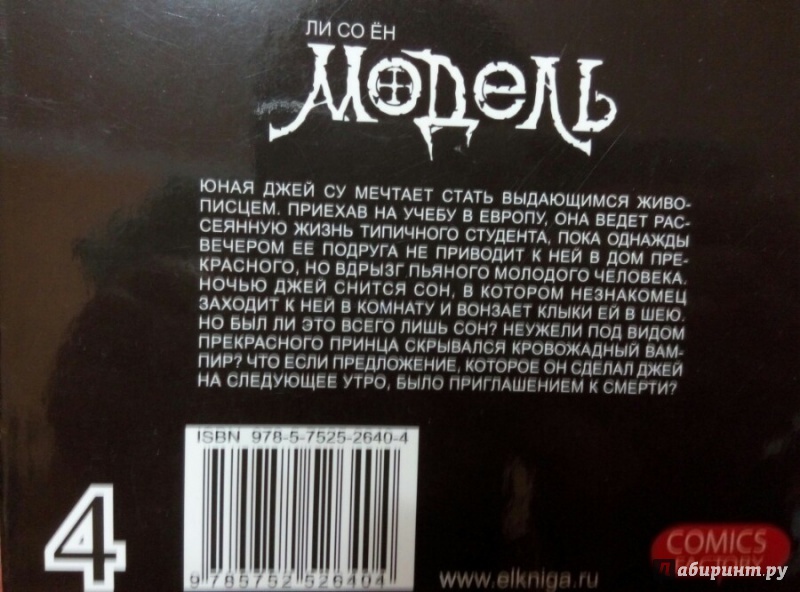 ЛИ СО ЁН
МОДЕЛЬ
ЮНАЯ ДЖЕЙ СУ МЕЧТАЕТ СТАТЬ ВЫДАЮЩИМСЯ ЖИВО-
ПИСЦЕМ. ПРИЕХАВ НА УЧЕБУ В ЕВРОПУ, ОНА ВЕДЕТ РАС-
СЕЯННУЮ ЖИЗНЬ ТИПИЧНОГО СТУДЕНТА, ПОКА ОДНАЖДЫ
ВЕЧЕРОМ ЕЕ ПОДРУГА НЕ ПРИВОДИТ К НЕЙ В ДОМ ПРЕ-
КРАСНОГО, НО ВДРЫЗГ ПЬЯНОГО МОЛОДОГО ЧЕЛОВЕКА.
НОЧЬЮ ДЖЕЙ СНИТСЯ СОН, В КОТОРОМ НЕЗНАКОМЕЦ
ЗАХОДИТ К НЕЙ В КОМНАТУ И ВОНЗАЕТ КЛЫКИ ЕЙ В ШЕЮ.
НО БЫЛ ЛИ ЭТО ВСЕГО ЛИШЬ СОН? НЕУЖЕЛИ ПОД ВИДОМ
ПРЕКРАСНОГО ПРИНЦА СКРЫВАЛСЯ КРОВОЖАДНЫЙ ВАМ-
ПИР? ЧТО ЕСЛИ ПРЕДЛОЖЕНИЕ, КОТОРОЕ ОН СДЕЛАЛ ДЖЕЙ
НА СЛЕДУЮЩЕЕ УТРО, БЫЛО ПРИГЛАШЕНИЕМ К СМЕРТИ?
ISBN 978-5-7525-2640-4
4
9 785752 526404
www.elkniga.ru
COMICS
FACTORY
Лабиринт.ру